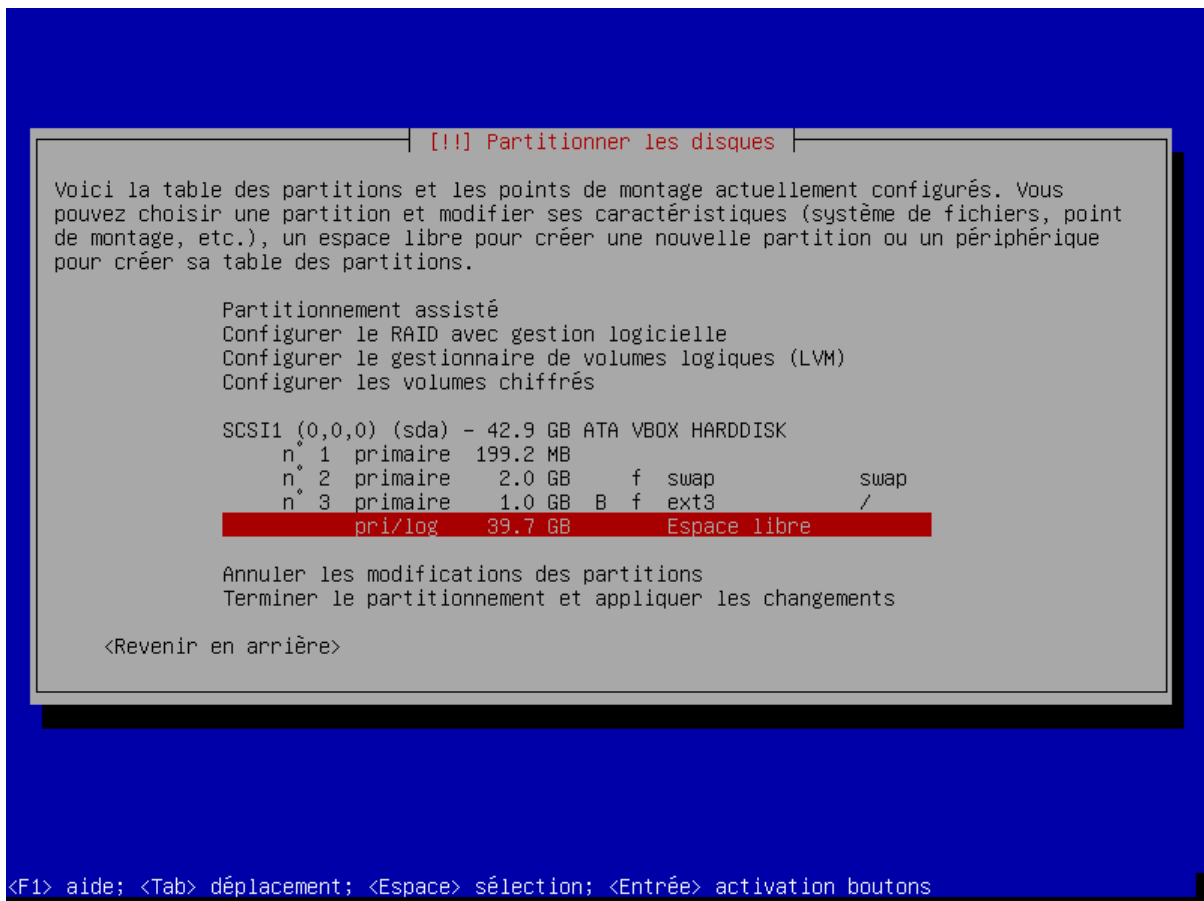 [!!] Partitionner les disques
Voici la table des partitions et les points de montage actuellement configurés. Vous
pouvez choisir une partition et modifier ses caractéristiques (système de fichiers, point
de montage, etc.), un espace libre pour créer une nouvelle partition ou un périphérique
pour créer sa table des partitions.
Partitionnement assisté
Configurer le RAID avec gestion logicielle
Configurer le gestionnaire de volumes logiques (LVM)
Configurer les volumes chiffrés
SCSI1 (0,0,0) (sda) - 42.9 GB ATA VBOX HARDDISK
n° 1 primaire 199.2 MB
n° 2 primaire 2.0 GB f swap swap
n° 3 primaire 1.0 GB B f ext3 /
pri/log 39.7 GB Espace libre
Annuler les modifications des partitions
Terminer le partitionnement et appliquer les changements
<Revenir en arrière>
<F1> aide; <Tab> déplacement; <Espace> sélection; <Entrée> activation boutons